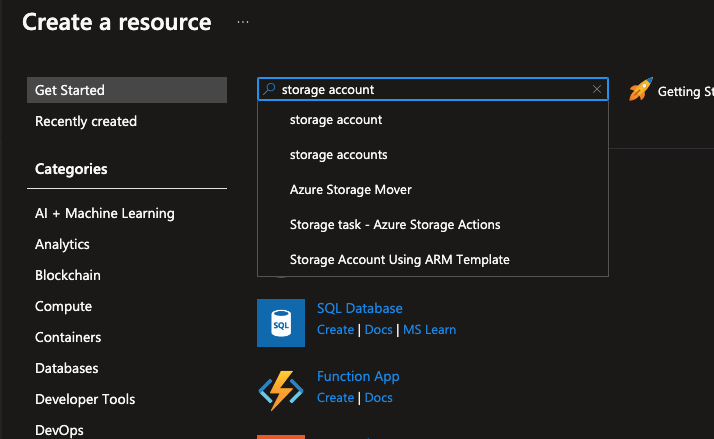 Create a resource ...
Get Started
Recently created
Categories
AI + Machine Learning
Analytics
Blockchain
Compute
Containers
Databases
Developer Tools
DevOps
storage account
storage account
storage accounts
Azure Storage Mover
Storage task - Azure Storage Actions
Storage Account Using ARM Template
SQL
SQL Database
Create | Docs | MS Learn
Function App
Create | Docs
Getting St